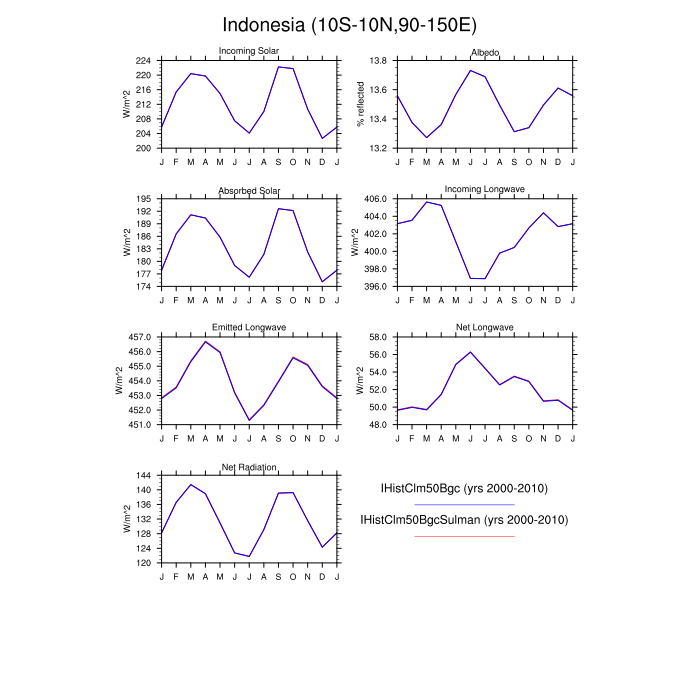 Indonesia (10S-10N,90-150E)
Incoming Solar
W/m^2
224
220
216
212
208
204
200
J F M A M J J A S O N D J
Albedo
% reflected
13.8
13.6
13.4
13.2
J F M A M J J A S O N D J
Absorbed Solar
W/m^2
195
192
189
186
183
180
177
174
J F M A M J J A S O N D J
Incoming Longwave
W/m^2
406.0
404.0
402.0
400.0
398.0
396.0
J F M A M J J A S O N D J
Emitted Longwave
W/m^2
457.0
456.0
455.0
454.0
453.0
452.0
451.0
J F M A M J J A S O N D J
Net Longwave
W/m^2
58.0
56.0
54.0
52.0
50.0
48.0
J F M A M J J A S O N D J
Net Radiation
W/m^2
144
140
136
132
128
124
120
J F M A M J J A S O N D J
IHistClm50Bgc (yrs 2000-2010)
IHistClm50BgcSulman (yrs 2000-2010)